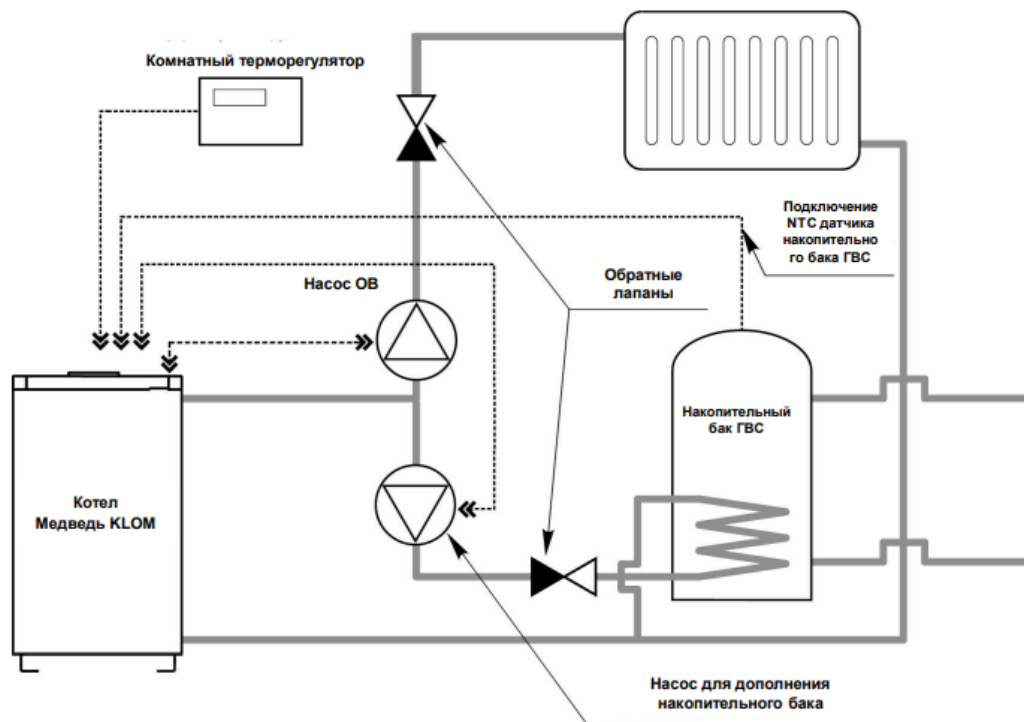 Комнатный терморегулятор
Подключение
NTC датчика
накопительно
го бака ГВС
Обратные
лапаны
Насос ОВ
Накопительный
бак ГВС
Котел
Медведь KLOM
Насос для дополнения
накопительного бака